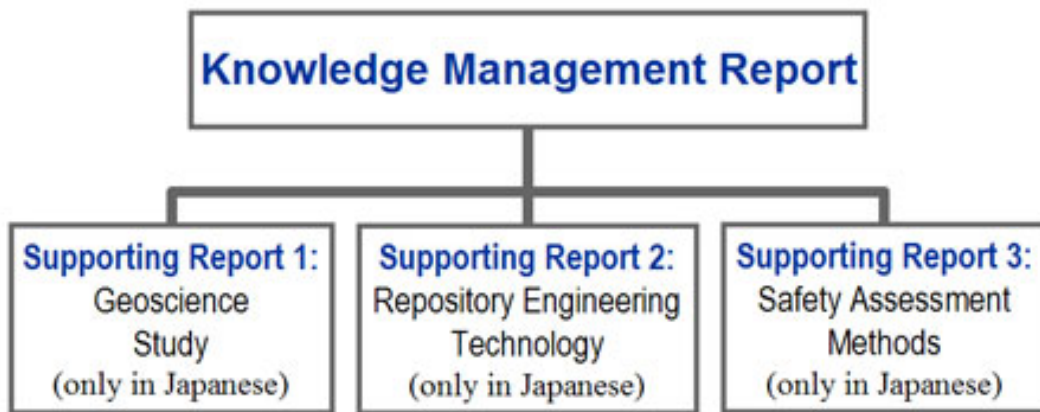 Knowledge Management Report
Supporting Report 1:
Geoscience
Study
(only in Japanese)
Supporting Report 2:
Repository Engineering
Technology
(only in Japanese)
Supporting Report 3:
Safety Assessment
Methods
(only in Japanese)